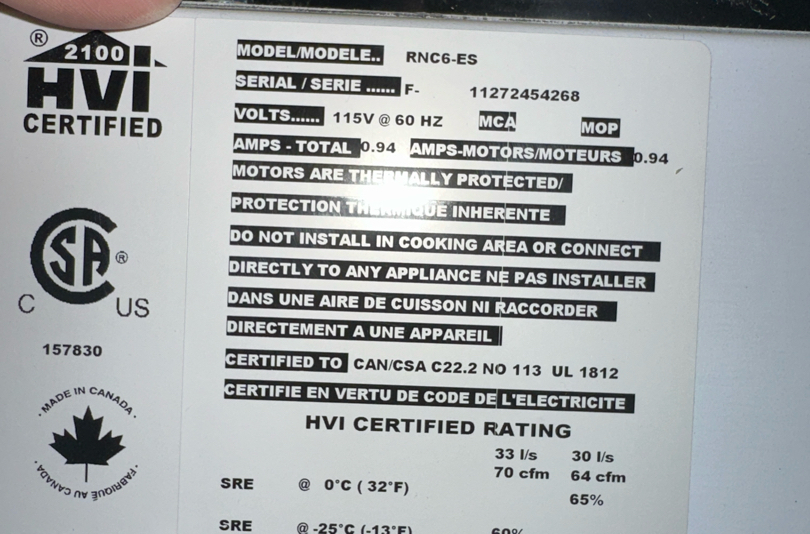 ® 2100
HVI
CERTIFIED
MODEL/MODELE.. RNC6-ES
SERIAL / SERIE ...... F- 11272454268
VOLTS...... 115V @ 60 HZ MCA MOP
AMPS - TOTAL 0.94 AMPS-MOTORS/MOTEURS 0.94
MOTORS ARE THERMALLY PROTECTED/
PROTECTION THERMIQUE INHERENTE
DO NOT INSTALL IN COOKING AREA OR CONNECT
DIRECTLY TO ANY APPLIANCE NE PAS INSTALLER
DANS UNE AIRE DE CUISSON NI RACCORDER
DIRECTEMENT A UNE APPAREIL
CERTIFIED TO CAN/CSA C22.2 NO 113 UL 1812
CERTIFIE EN VERTU DE CODE DE L'ELECTRICITE
HVI CERTIFIED RATING
33 l/s 30 l/s
70 cfm 64 cfm
SRE @ 0°C ( 32°F) 65%
SRE @ -25°C (-13°F) 60%
SA ®
C US
157830
· MADE IN CANADA ·
FABRIQUÉ AU CANADA